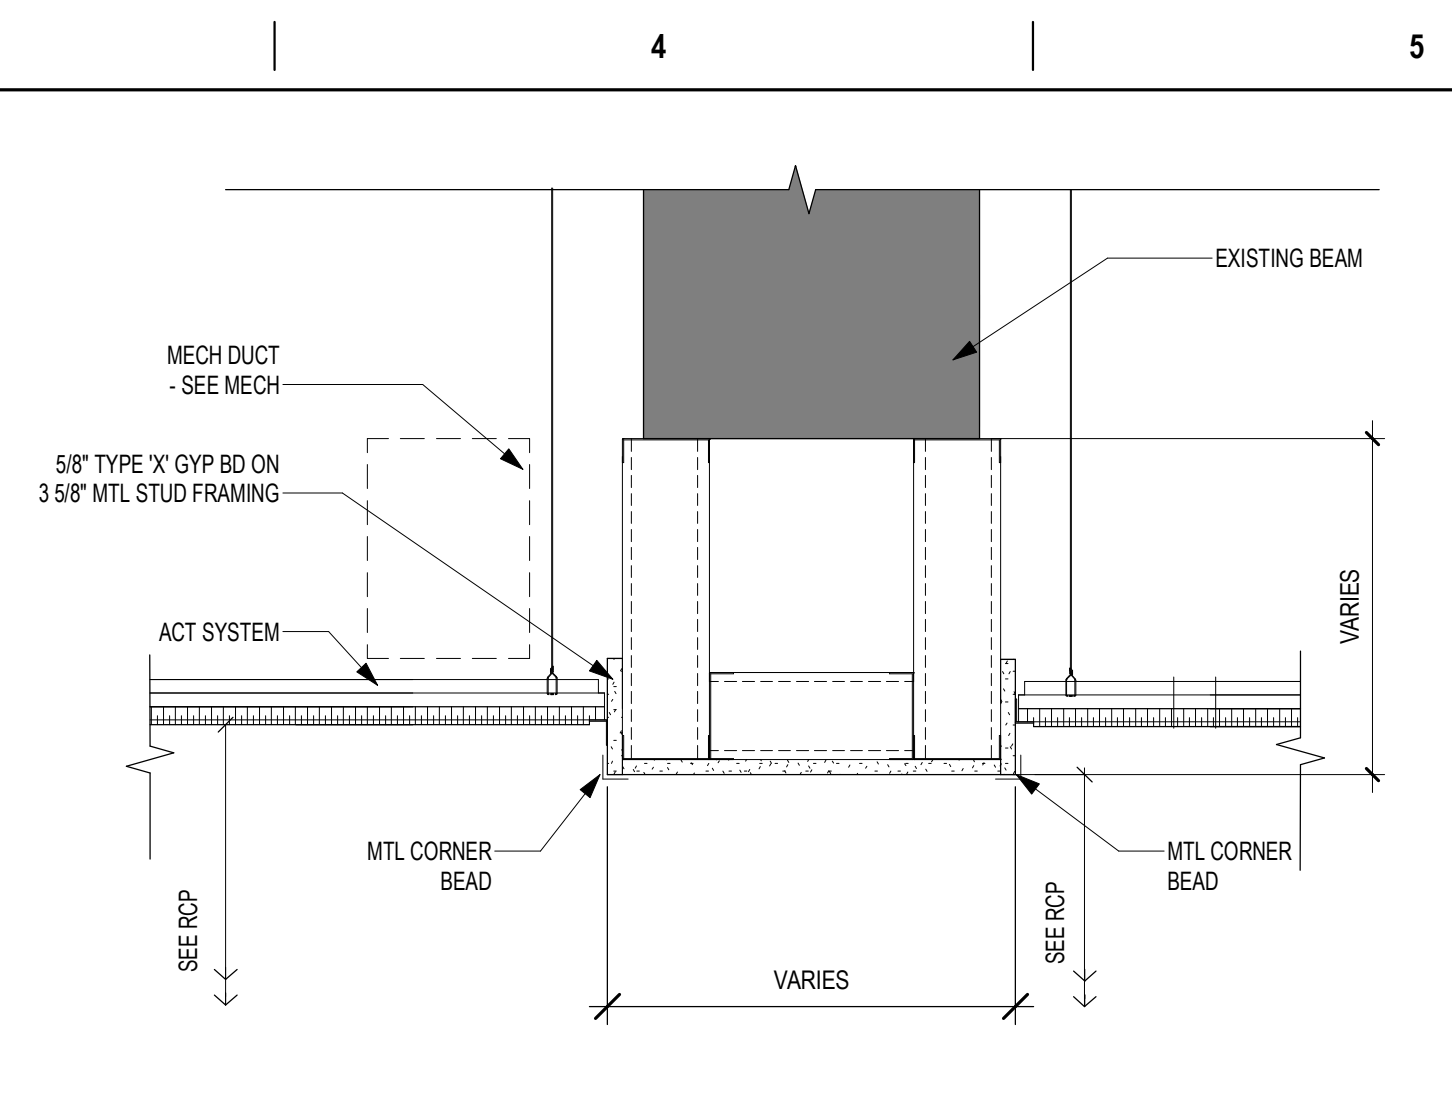 4
5
EXISTING BEAM
MECH DUCT
- SEE MECH
5/8" TYPE 'X' GYP BD ON
3 5/8" MTL STUD FRAMING
VARIES
ACT SYSTEM
MTL CORNER
BEAD
MTL CORNER
BEAD
SEE RCP
SEE RCP
VARIES